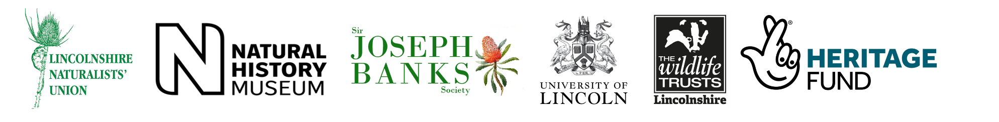 LINCOLNSHIRE
NATURALISTS'
UNION
N
NATURAL
HISTORY
MUSEUM
Sir
JOSEPH
BANKS
Society
PER
UNIVERSITY OF
LINCOLN
THE
wildlife
TRUSTS
Lincolnshire
®
HERITAGE
FUND